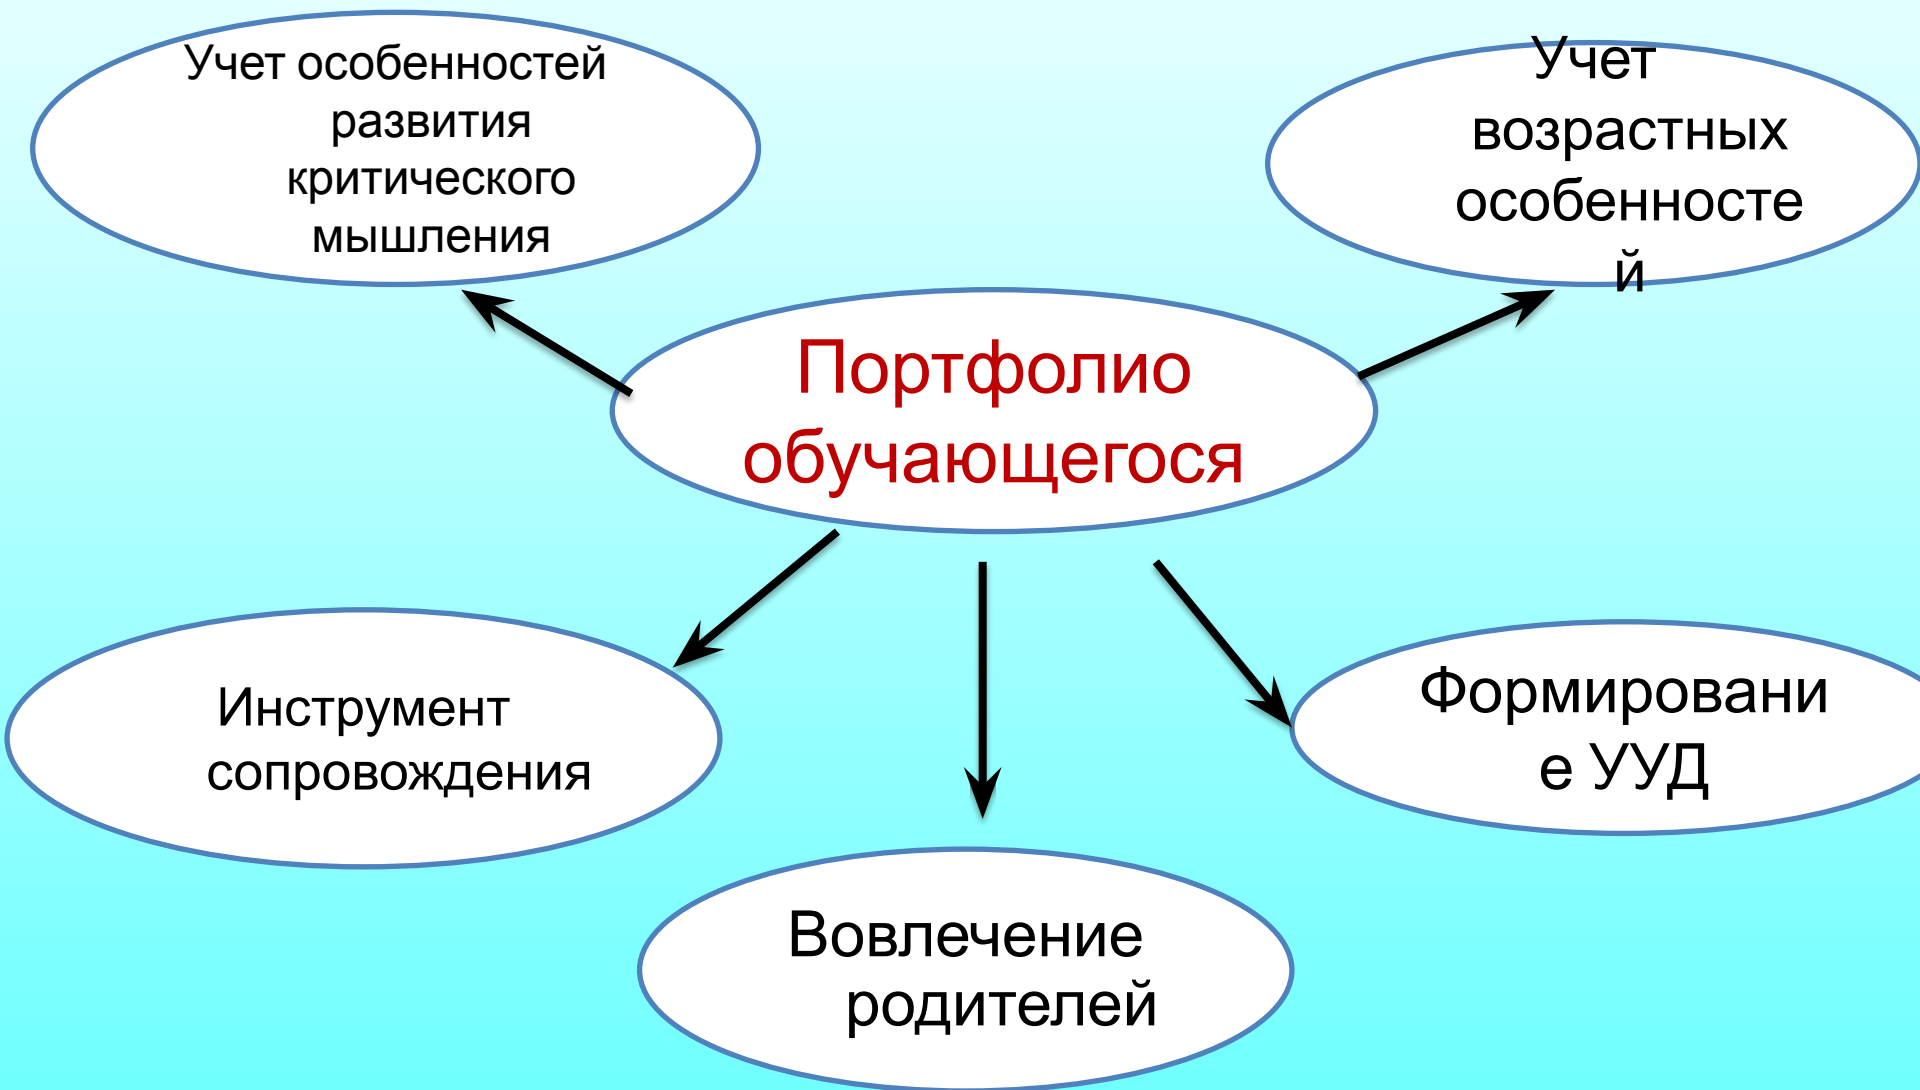 Учет особенностей
развития
критического
мышления
Учет
возрастных
особенносте
й
Портфолио
обучающегося
Инструмент
сопровождения
Формировани
е УУД
Вовлечение
родителей